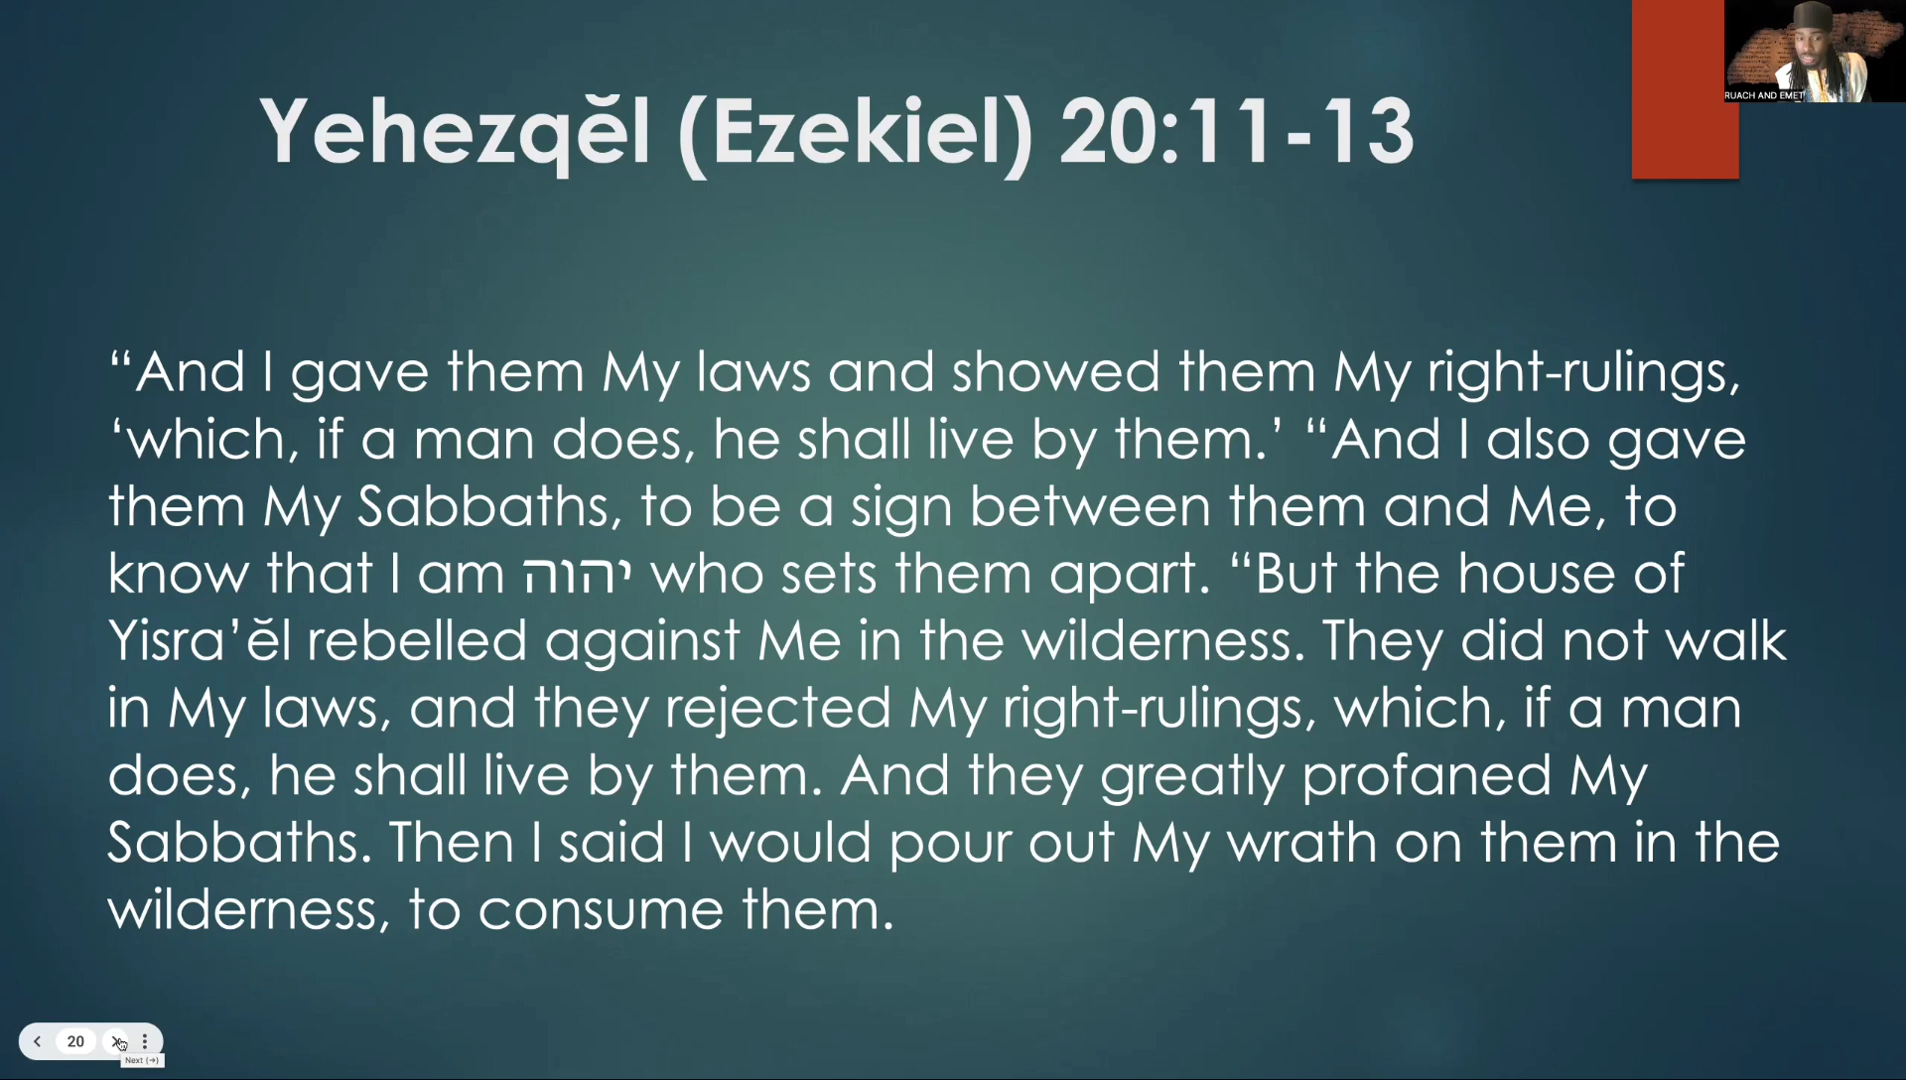 RUACH AND EMET
Yehezqĕl (Ezekiel) 20:11-13
“And I gave them My laws and showed them My right-rulings,
‘which, if a man does, he shall live by them.’ “And I also gave
them My Sabbaths, to be a sign between them and Me, to
know that I am יהוה who sets them apart. “But the house of
Yisra’ĕl rebelled against Me in the wilderness. They did not walk
in My laws, and they rejected My right-rulings, which, if a man
does, he shall live by them. And they greatly profaned My
Sabbaths. Then I said I would pour out My wrath on them in the
wilderness, to consume them.
20
Next (→)